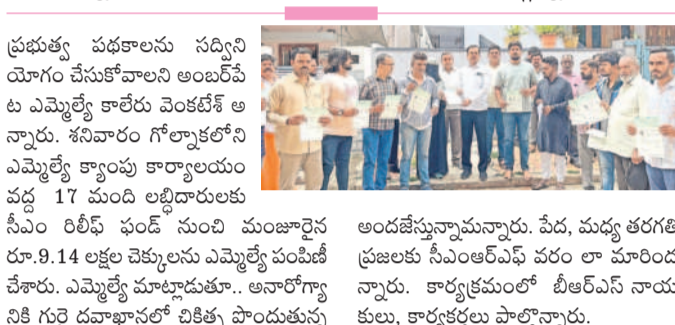 ప్రభుత్వ పథకాలను సద్విని
యోగం చేసుకోవాలని అంబర్‌పే
ట ఎమ్మెల్యే కాలేరు వెంకటేశ్ అ
న్నారు. శనివారం గోల్నాకలోని
ఎమ్మెల్యే క్యాంపు కార్యాలయం
వద్ద 17 మంది లబ్ధిదారులకు
సీఎం రిలీఫ్ ఫండ్ నుంచి మంజూరైన
రూ.9.14 లక్షల చెక్కులను ఎమ్మెల్యే పంపిణీ
చేశారు. ఎమ్మెల్యే మాట్లాడుతూ.. అనారోగ్యా
నికి గురై దవాఖానలో చికిత్స పొందుతున్న
అందజేస్తున్నామన్నారు. పేద, మధ్య తరగతి
ప్రజలకు సీఎంఆర్ఎఫ్ వరం లా మారింద
న్నారు. కార్యక్రమంలో బీఆర్ఎస్ నాయ
కులు, కార్యకర్తలు పాల్గొన్నారు.